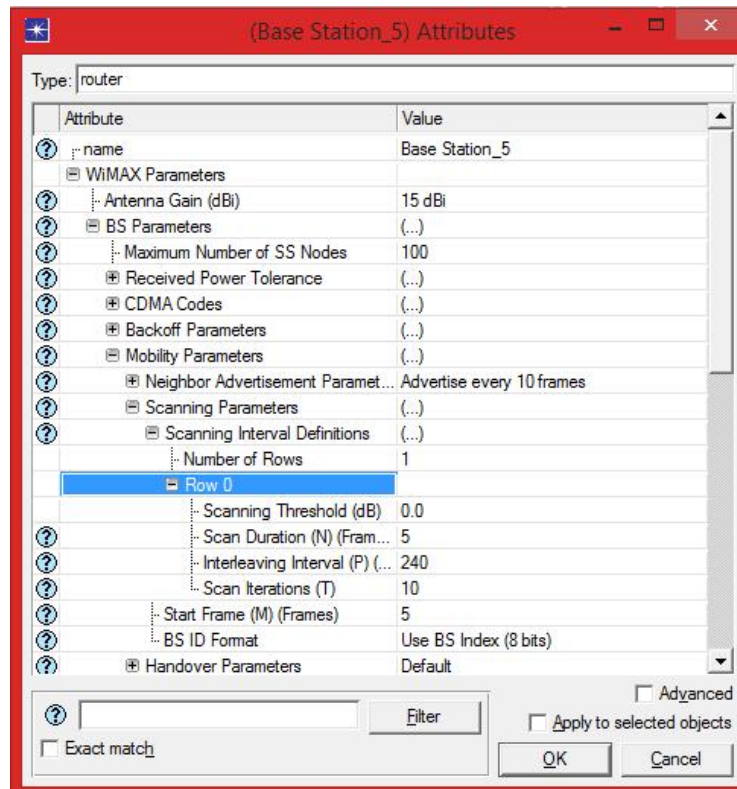 (Base Station_5) Attributes
Type: router
Attribute Value
name Base Station_5
WiMAX Parameters
Antenna Gain (dBi) 15 dBi
BS Parameters (...)
Maximum Number of SS Nodes 100
Received Power Tolerance (...)
CDMA Codes (...)
Backoff Parameters (...)
Mobility Parameters (...)
Neighbor Advertisement Paramet... Advertise every 10 frames
Scanning Parameters (...)
Scanning Interval Definitions (...)
Number of Rows 1
Row 0
Scanning Threshold (dB) 0.0
Scan Duration (N) (Fram... 5
Interleaving Interval (P) (... 240
Scan Iterations (T) 10
Start Frame (M) (Frames) 5
BS ID Format Use BS Index (8 bits)
Handover Parameters Default
Advanced
Filter Apply to selected objects
Exact match OK Cancel